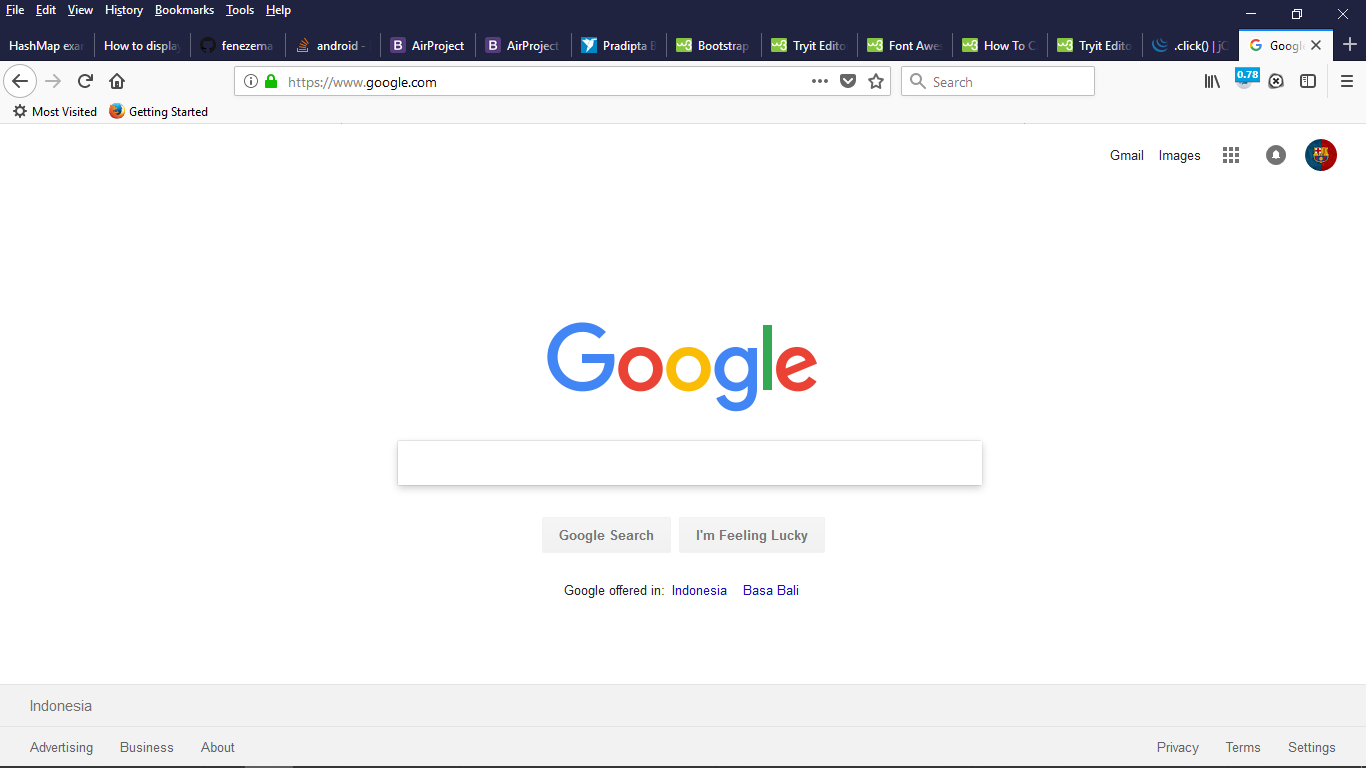 File Edit View History Bookmarks Tools Help
HashMap exa How to display fenezema android - AirProject AirProject Pradipta B Bootstrap Tryit Edito Font Awes How To C Tryit Edito .click() | jQ Google
https://www.google.com Search 0.78
Most Visited Getting Started
Gmail Images
Google
Google Search I'm Feeling Lucky
Google offered in: Indonesia Basa Bali
Indonesia
Advertising Business About Privacy Terms Settings